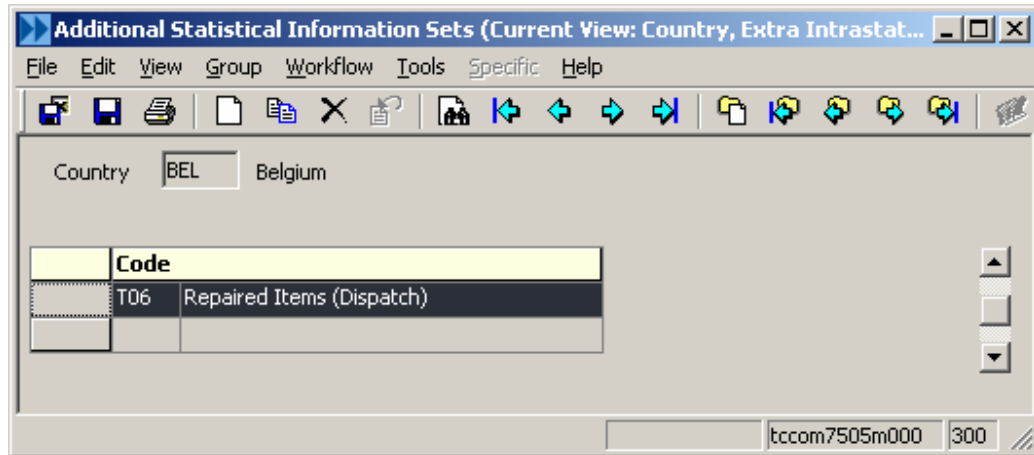 Additional Statistical Information Sets (Current View: Country, Extra Intrastat...
File Edit View Group Workflow Tools Specific Help
Country BEL Belgium
Code
T06 Repaired Items (Dispatch)
tccom7505m000 300